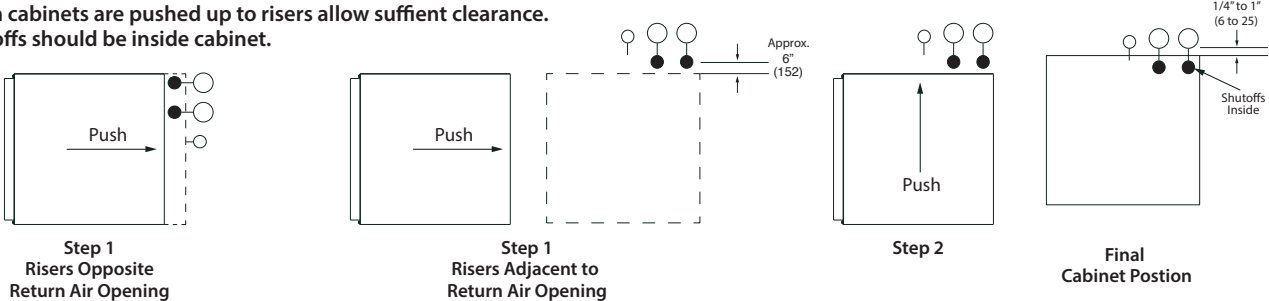 cabinets are pushed up to risers allow suffient clearance.
offs should be inside cabinet.
1/4” to 1”
(6 to 25)
Approx.
6”
(152)
Shutoffs
Inside
Push
Push
Push
Step 1
Risers Opposite
Return Air Opening
Step 1
Risers Adjacent to
Return Air Opening
Step 2
Final
Cabinet Postion